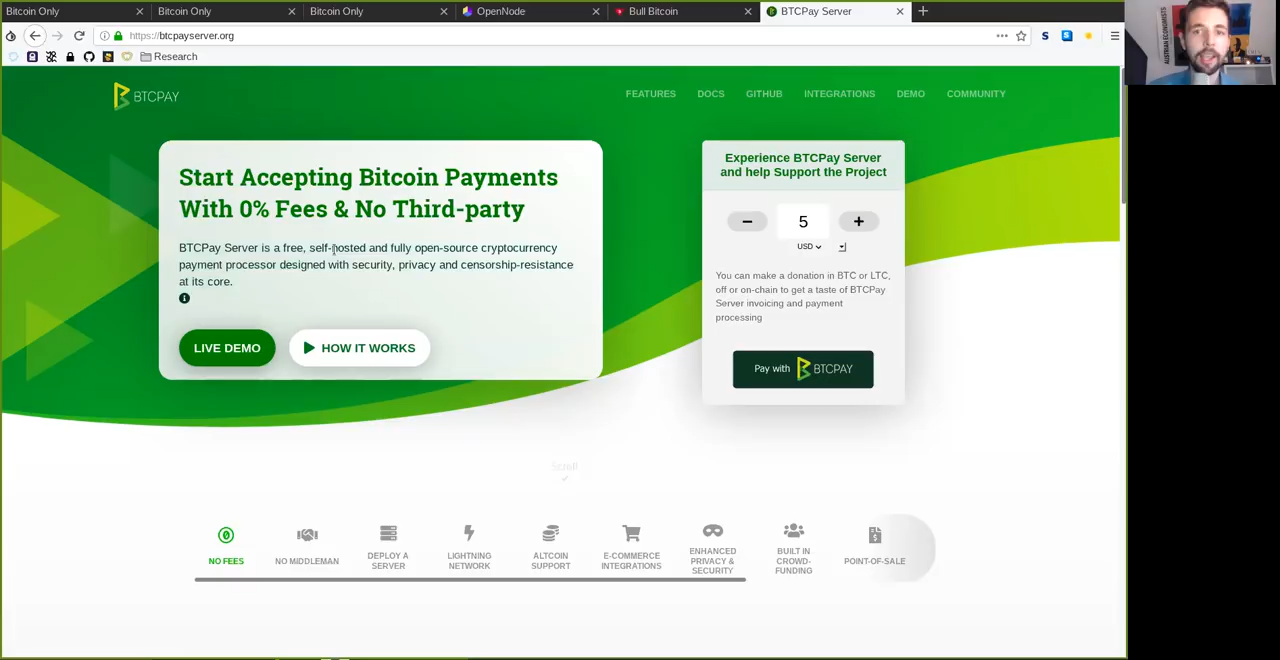 Bitcoin Only
Bitcoin Only
Bitcoin Only
OpenNode
Bull Bitcoin
BTCPay Server
https://btcpayserver.org
Research
AUSTRIAN ECONOMISTS
BTCPAY
FEATURES
DOCS
GITHUB
INTEGRATIONS
DEMO
COMMUNITY
Start Accepting Bitcoin Payments
With 0% Fees & No Third-party
BTCPay Server is a free, self-hosted and fully open-source cryptocurrency
payment processor designed with security, privacy and censorship-resistance
at its core.
LIVE DEMO
HOW IT WORKS
Experience BTCPay Server
and help Support the Project
5
USD
You can make a donation in BTC or LTC,
off or on-chain to get a taste of BTCPay
Server invoicing and payment
processing
Pay with BTCPAY
Scroll
NO FEES
NO MIDDLEMAN
DEPLOY A
SERVER
LIGHTNING
NETWORK
ALTCOIN
SUPPORT
E-COMMERCE
INTEGRATIONS
ENHANCED
PRIVACY &
SECURITY
BUILT IN
CROWD-
FUNDING
POINT-OF-SALE